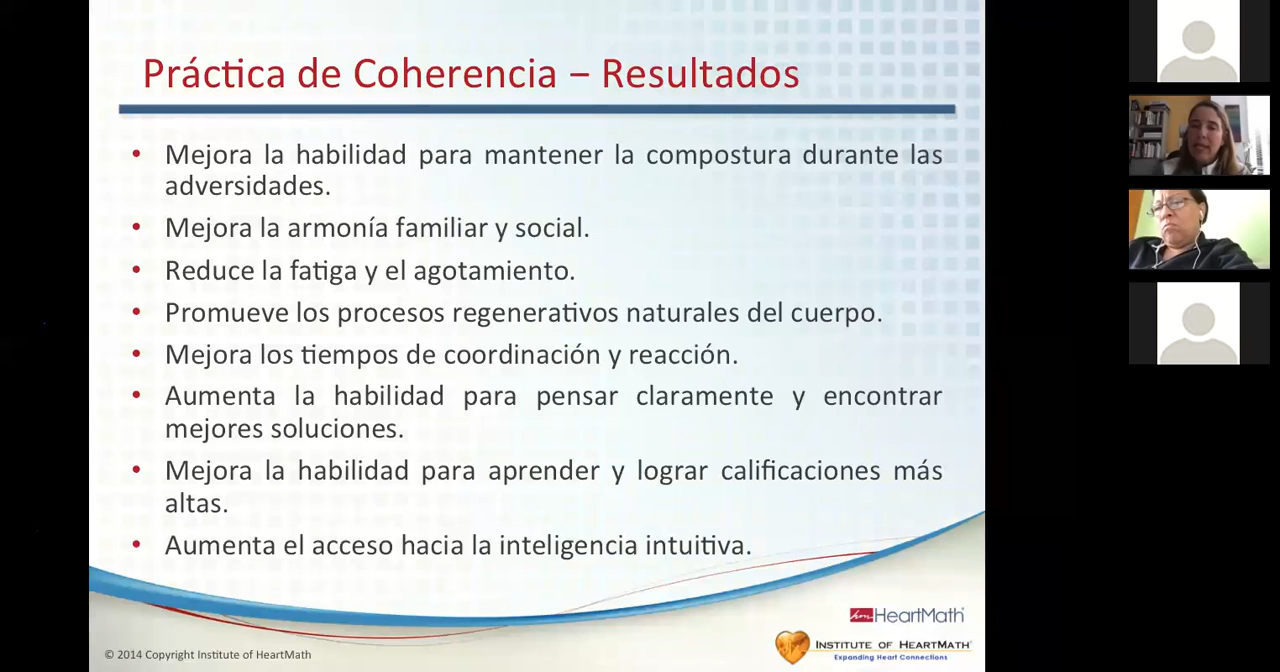 Práctica de Coherencia – Resultados
• Mejora la habilidad para mantener la compostura durante las
adversidades.
• Mejora la armonía familiar y social.
• Reduce la fatiga y el agotamiento.
• Promueve los procesos regenerativos naturales del cuerpo.
• Mejora los tiempos de coordinación y reacción.
• Aumenta la habilidad para pensar claramente y encontrar
mejores soluciones.
• Mejora la habilidad para aprender y lograr calificaciones más
altas.
• Aumenta el acceso hacia la inteligencia intuitiva.
hm HeartMath®
INSTITUTE OF HEARTMATH®
Expanding Heart Connections
© 2014 Copyright Institute of HeartMath